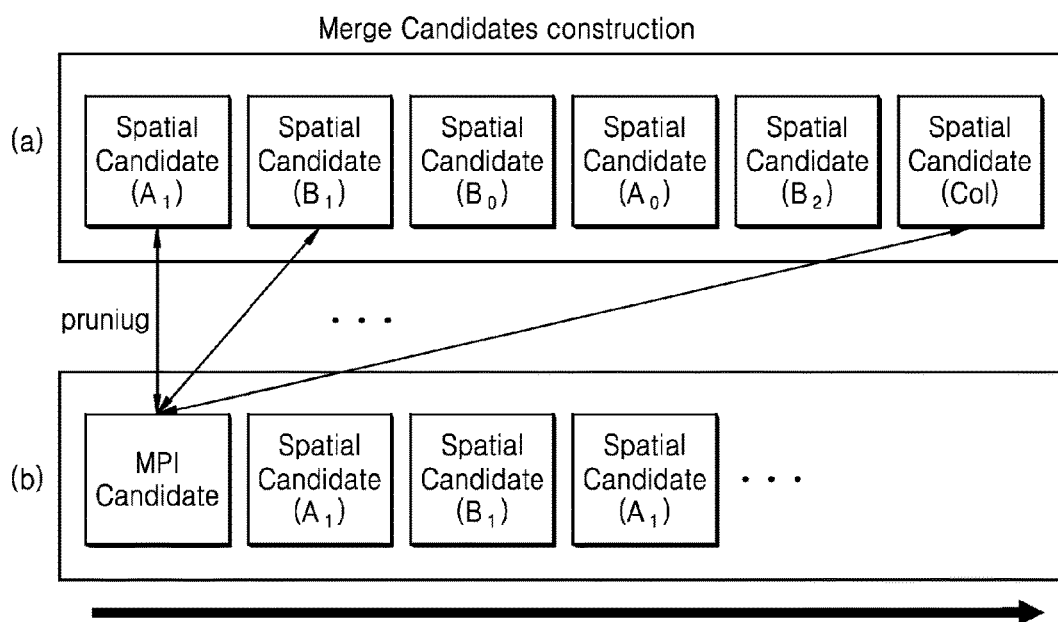 Merge Candidates construction
(a)
Spatial
Candidate
(A₁)
Spatial
Candidate
(B₁)
Spatial
Candidate
(B₀)
Spatial
Candidate
(A₀)
Spatial
Candidate
(B₂)
Spatial
Candidate
(Col)
pruniug
. . .
(b)
MPI
Candidate
Spatial
Candidate
(A₁)
Spatial
Candidate
(B₁)
Spatial
Candidate
(A₁)
. . .